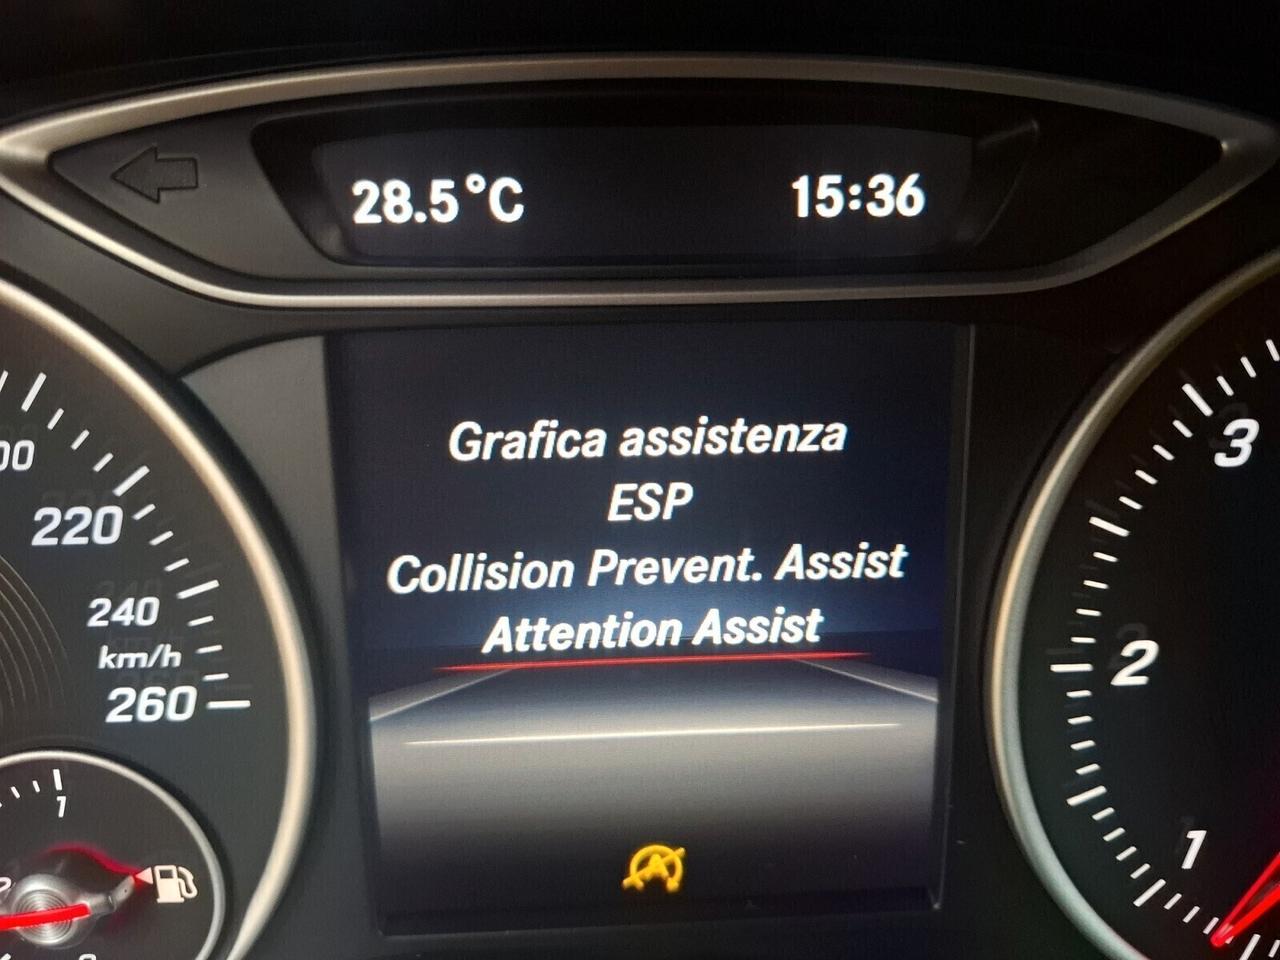 28.5°C 15:36
Grafica assistenza
ESP
Collision Prevent. Assist
Attention Assist
220
240
km/h
260
3
2
1
1